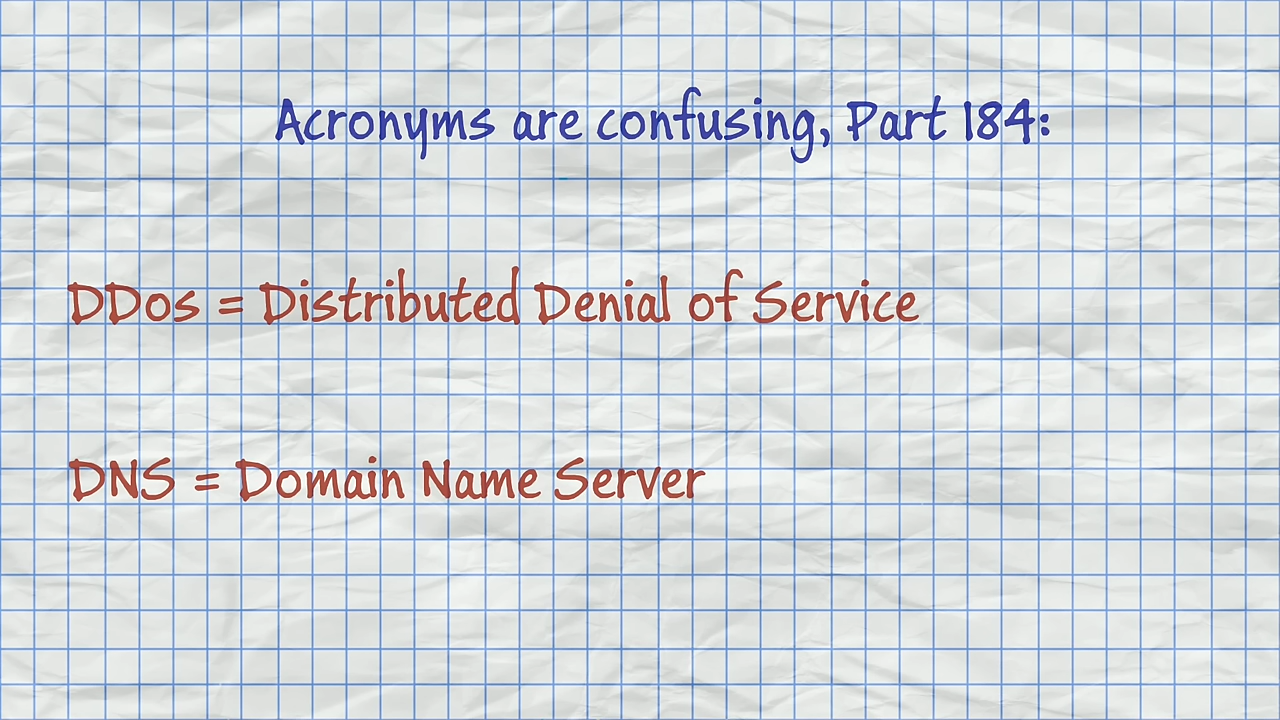 Acronyms are confusing, Part 184:
DDos = Distributed Denial of Service
DNS = Domain Name Server